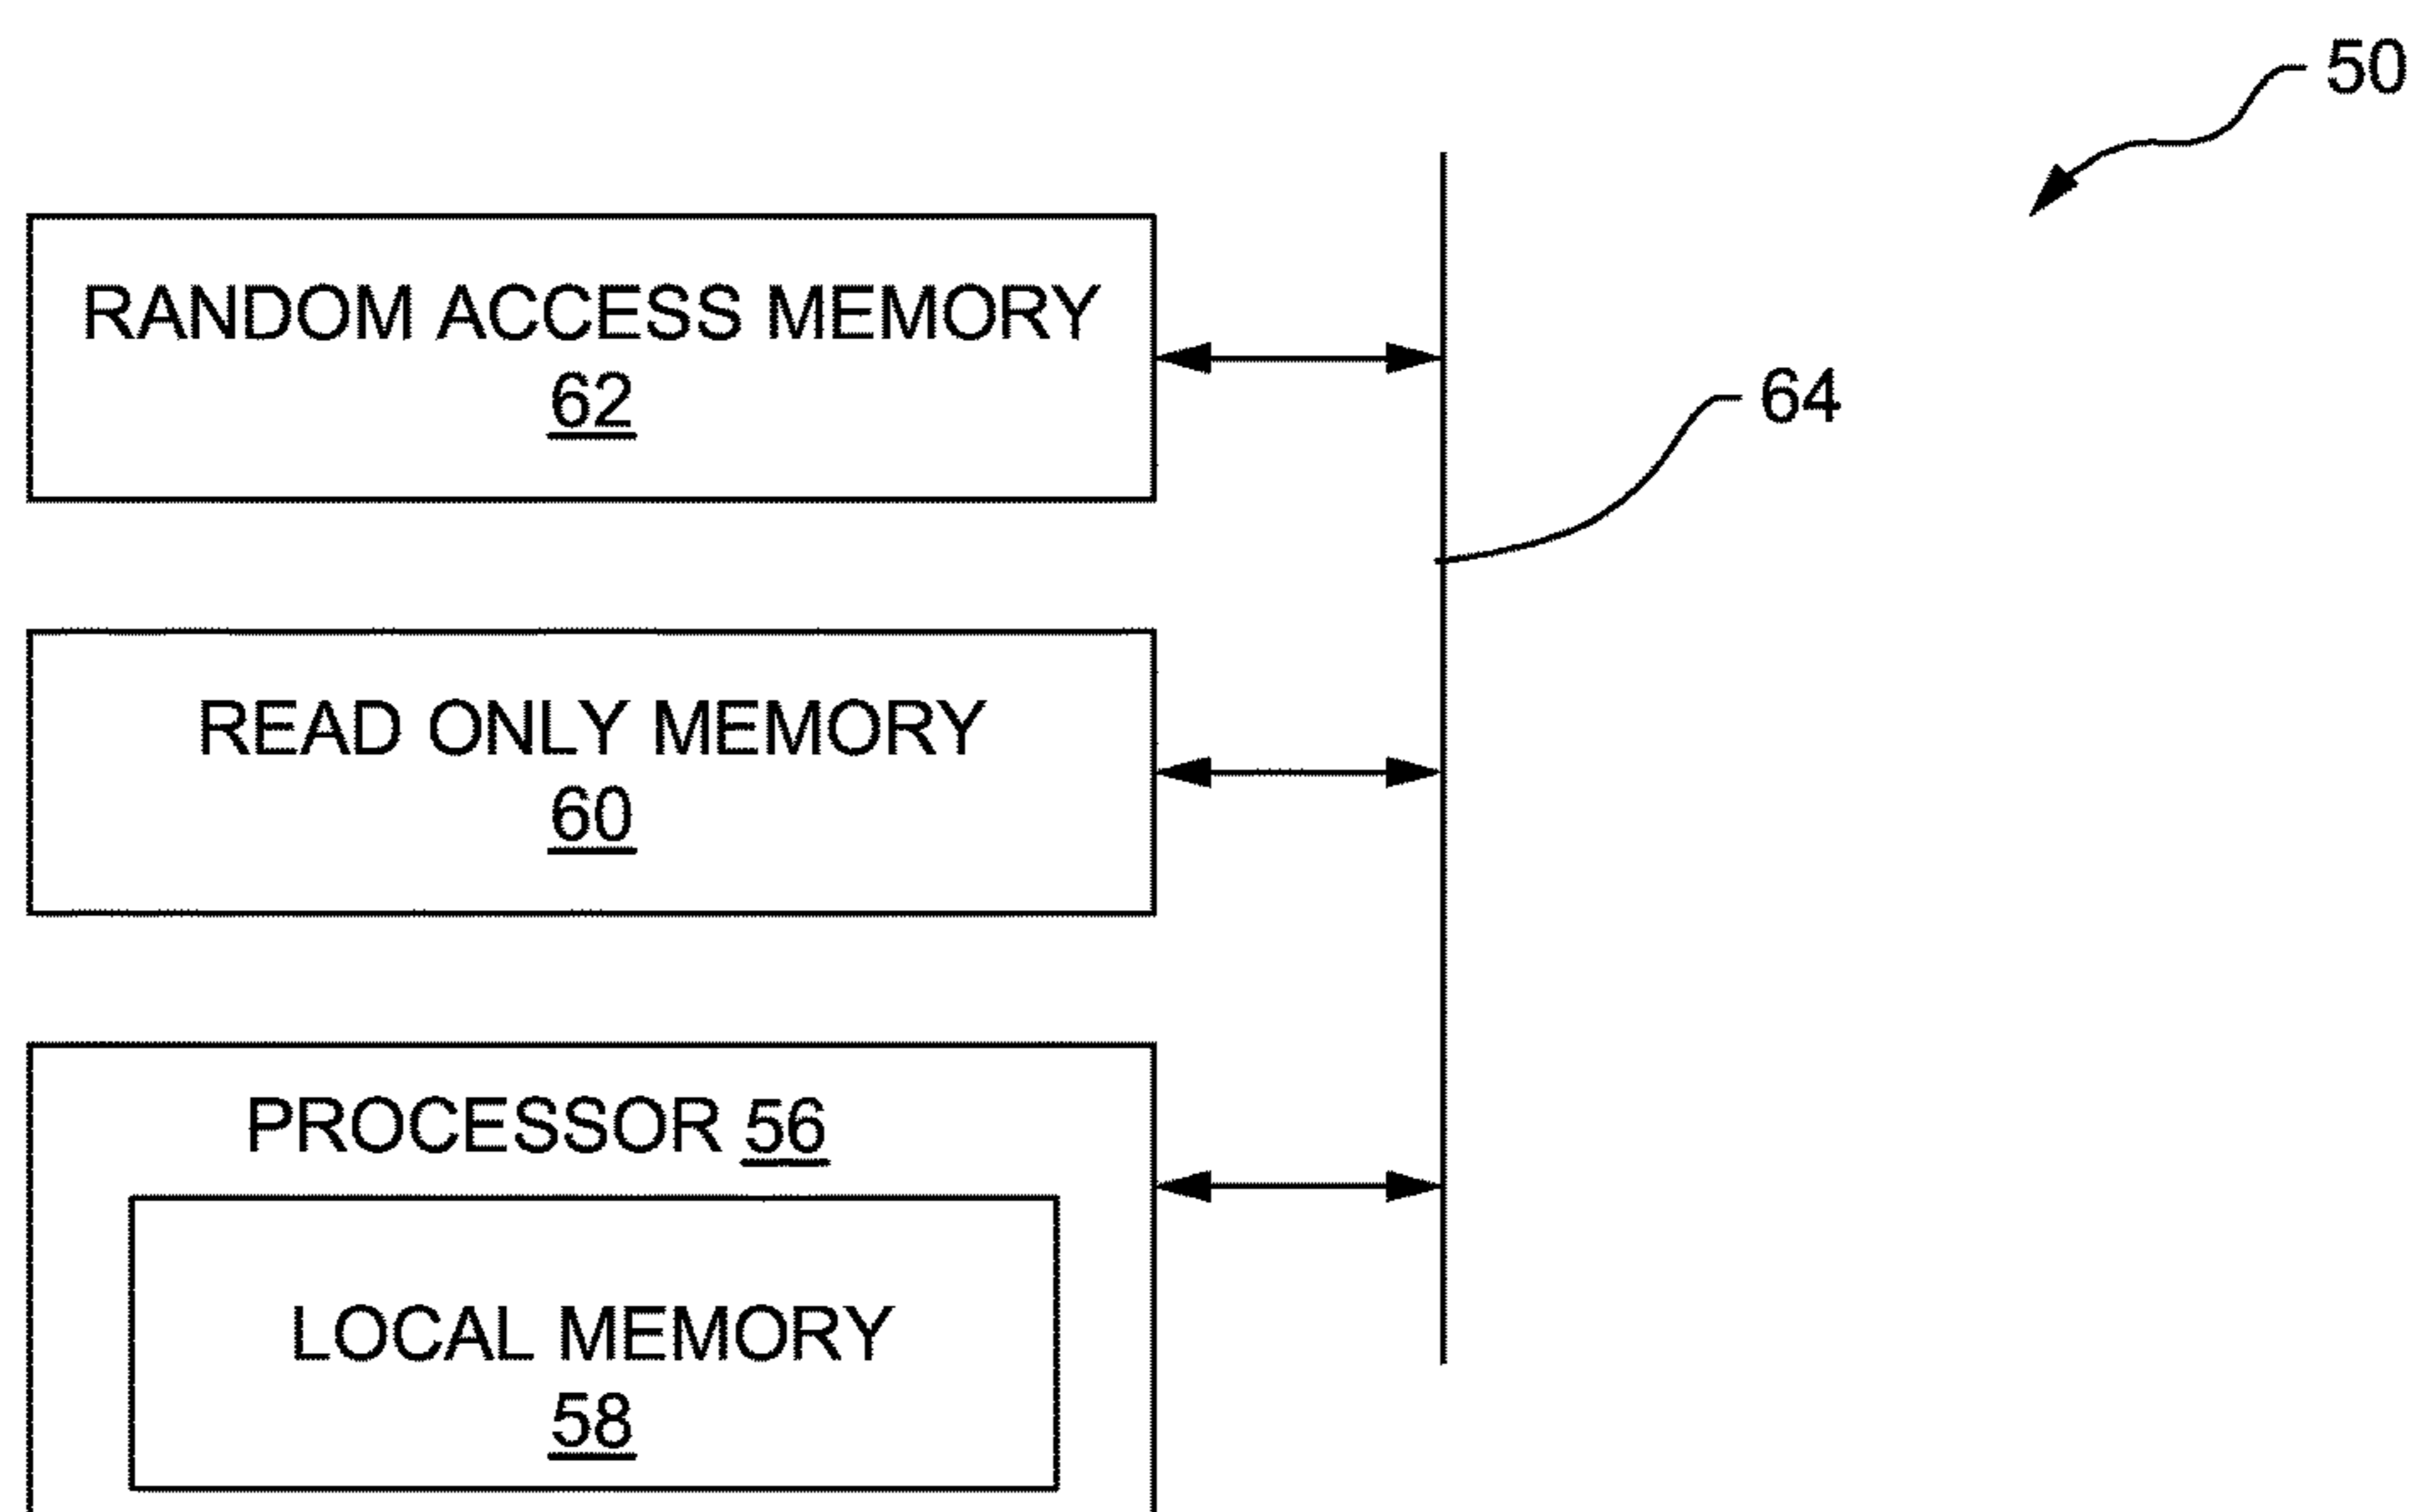 50
RANDOM ACCESS MEMORY
62
64
READ ONLY MEMORY
60
PROCESSOR 56
LOCAL MEMORY
58